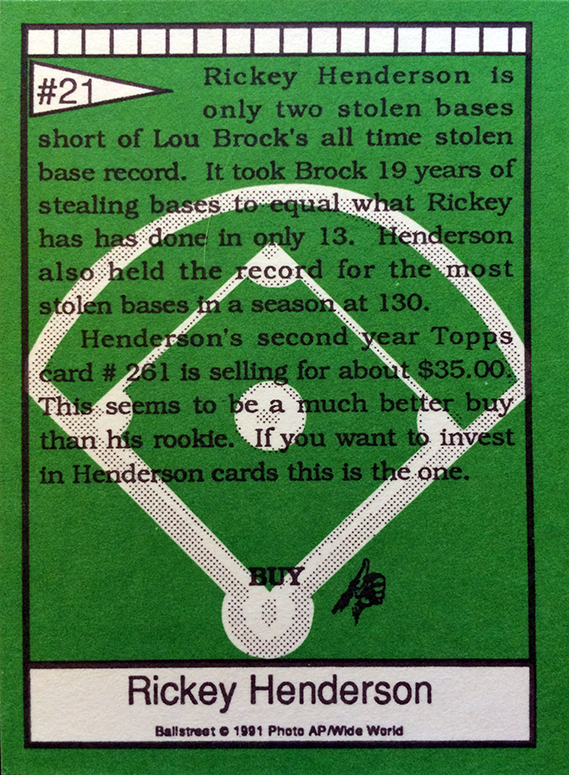 #21
Rickey Henderson is
only two stolen bases
short of Lou Brock's all time stolen
base record. It took Brock 19 years of
stealing bases to equal what Rickey
has has done in only 13. Henderson
also held the record for the most
stolen bases in a season at 130.
Henderson's second year Topps
card # 261 is selling for about $35.00.
This seems to be a much better buy
than his rookie. If you want to invest
in Henderson cards this is the one.
BUY
Rickey Henderson
Ballstreet © 1991 Photo AP/Wide World